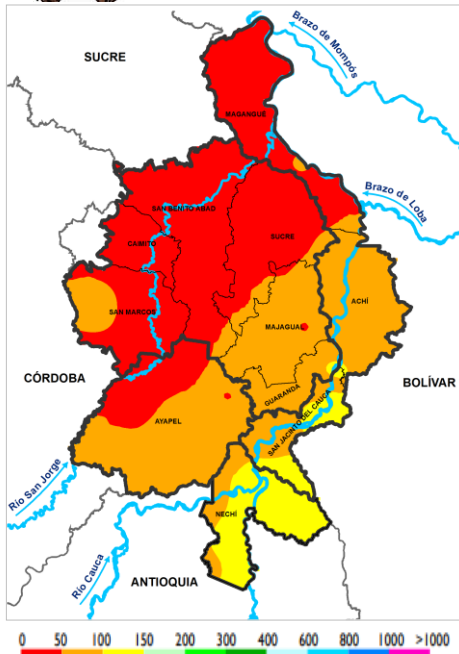 SUCRE
Brazo de Mompós
MAGANGUÉ
Brazo de Loba
SAN BENITO ABAD
SUCRE
CAIMITO
ACHÍ
SAN MARCOS
MAJAGUAL
CÓRDOBA
BOLÍVAR
GUARANDA
AYAPEL
SAN JACINTO DEL CAUCA
Río San Jorge
NECHÍ
Río Cauca
ANTIOQUIA
0 50 100 150 200 300 400 600 800 1000 >1000